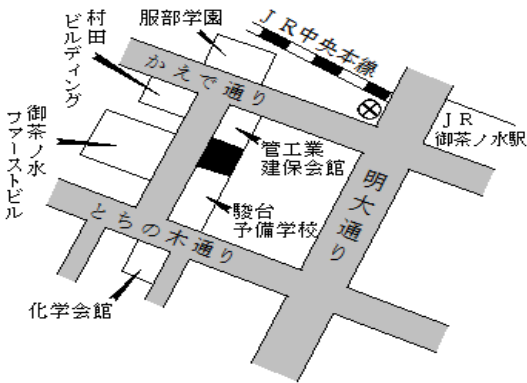 服部学園
村田
ビルディング
JR中央本線
かえで通り
JR
御茶ノ水駅
御茶ノ水
ファーストビル
管工業
建保会館
明大通り
駿台
予備学校
とちの木通り
化学会館